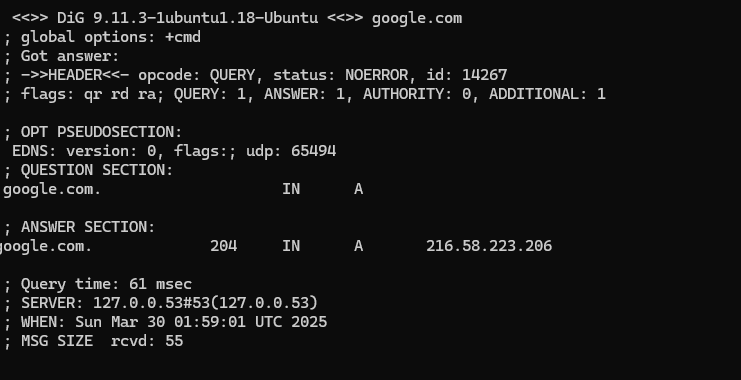 <<>> DiG 9.11.3-1ubuntu1.18-Ubuntu <<>> google.com
; global options: +cmd
; Got answer:
; ->>HEADER<<- opcode: QUERY, status: NOERROR, id: 14267
; flags: qr rd ra; QUERY: 1, ANSWER: 1, AUTHORITY: 0, ADDITIONAL: 1

; OPT PSEUDOSECTION:
 EDNS: version: 0, flags:; udp: 65494
; QUESTION SECTION:
google.com.                    IN      A

; ANSWER SECTION:
google.com.             204     IN      A       216.58.223.206

; Query time: 61 msec
; SERVER: 127.0.0.53#53(127.0.0.53)
; WHEN: Sun Mar 30 01:59:01 UTC 2025
; MSG SIZE  rcvd: 55